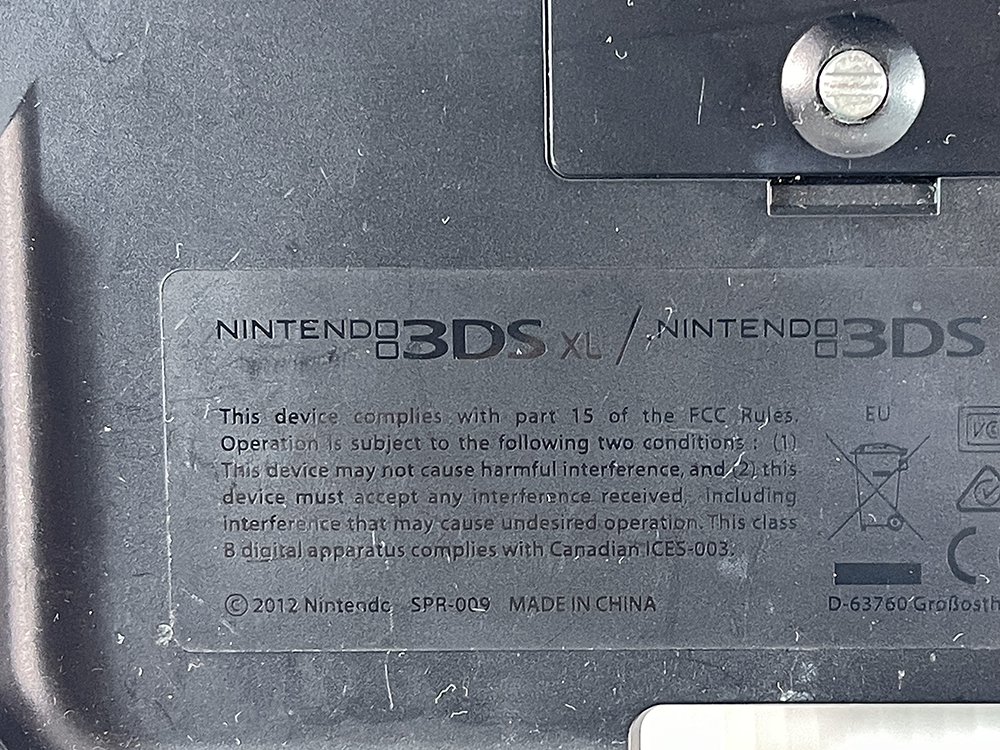 NINTENDO 3DS XL / NINTENDO 3DS
This device complies with part 15 of the FCC Rules.
Operation is subject to the following two conditions : (1)
This device may not cause harmful interference, and (2) this
device must accept any interference received, including
interference that may cause undesired operation. This class
B digital apparatus complies with Canadian ICES-003.
© 2012 Nintendo SPR-009 MADE IN CHINA
EU
D-63760